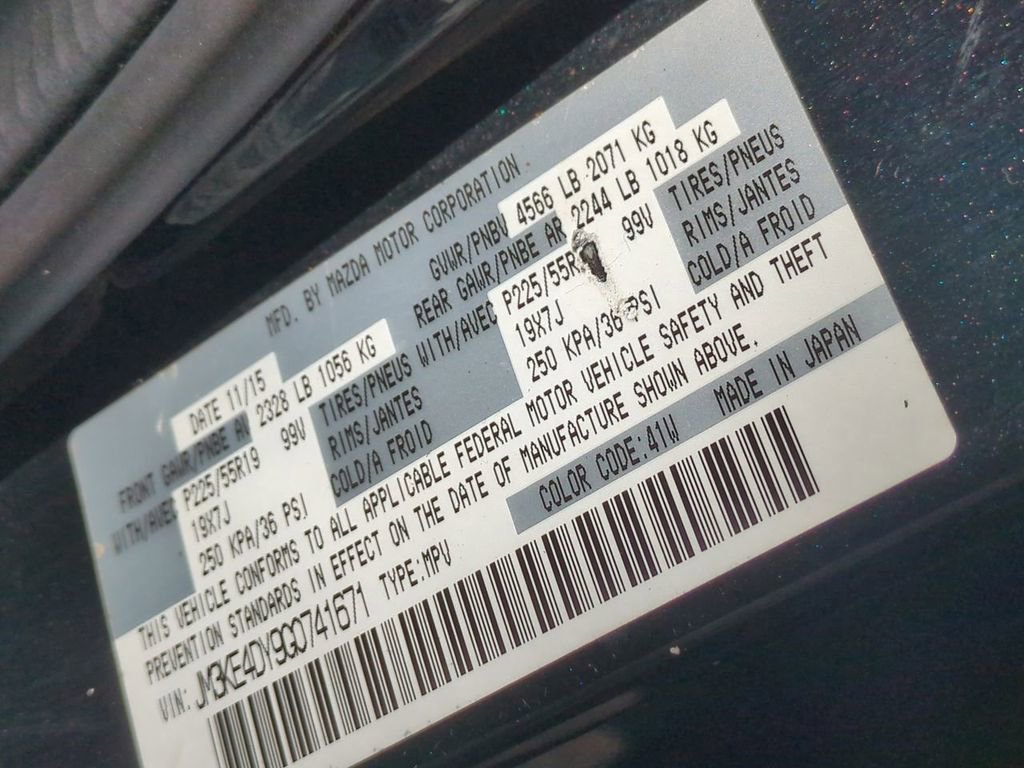 MFD. BY MAZDA MOTOR CORPORATION.
DATE 11/15 GVWR/PNBV 4566 LB 2071 KG
FRONT GAWR/PNBE AV 2328 LB 1056 KG REAR GAWR/PNBE AR 2244 LB 1018 KG
WITH/AVEC P225/55R19 99V TIRES/PNEUS WITH/AVEC P225/55R 99V TIRES/PNEUS
19X7J RIMS/JANTES 19X7J RIMS/JANTES
250 KPA/36 PSI COLD/A FROID 250 KPA/36 PSI COLD/A FROID
THIS VEHICLE CONFORMS TO ALL APPLICABLE FEDERAL MOTOR VEHICLE SAFETY AND THEFT
PREVENTION STANDARDS IN EFFECT ON THE DATE OF MANUFACTURE SHOWN ABOVE.
VIN: JM3KE4DY9G0741671 TYPE:MPV COLOR CODE:41W MADE IN JAPAN